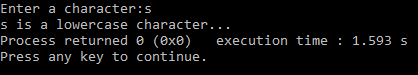 Enter a character:s
s is a lowercase character...
Process returned 0 (0x0)   execution time : 1.593 s
Press any key to continue.